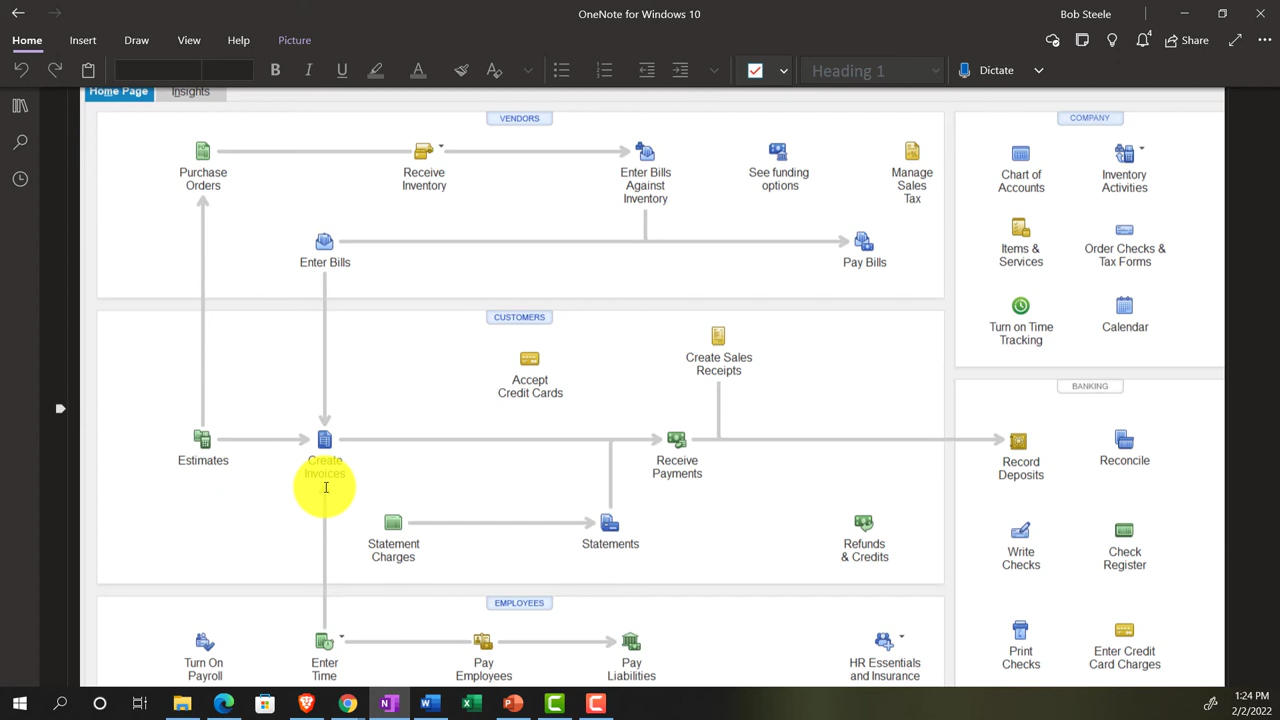 OneNote for Windows 10
Bob Steele
Home
Insert
Draw
View
Help
Picture
4
Share
B
I
U
A
Heading 1
Dictate
Home Page
Insights
VENDORS
COMPANY
Purchase
Orders
Receive
Inventory
Enter Bills
Against
Inventory
See funding
options
Manage
Sales
Tax
Chart of
Accounts
Inventory
Activities
Enter Bills
Pay Bills
Items &
Services
Order Checks &
Tax Forms
Turn on Time
Tracking
Calendar
CUSTOMERS
Accept
Credit Cards
Create Sales
Receipts
BANKING
Estimates
Create
Invoices
Receive
Payments
Record
Deposits
Reconcile
Statement
Charges
Statements
Refunds
& Credits
Write
Checks
Check
Register
EMPLOYEES
Turn On
Payroll
Enter
Time
Pay
Employees
Pay
Liabilities
HR Essentials
and Insurance
Print
Checks
Enter Credit
Card Charges
1:24 PM
2/2/2022